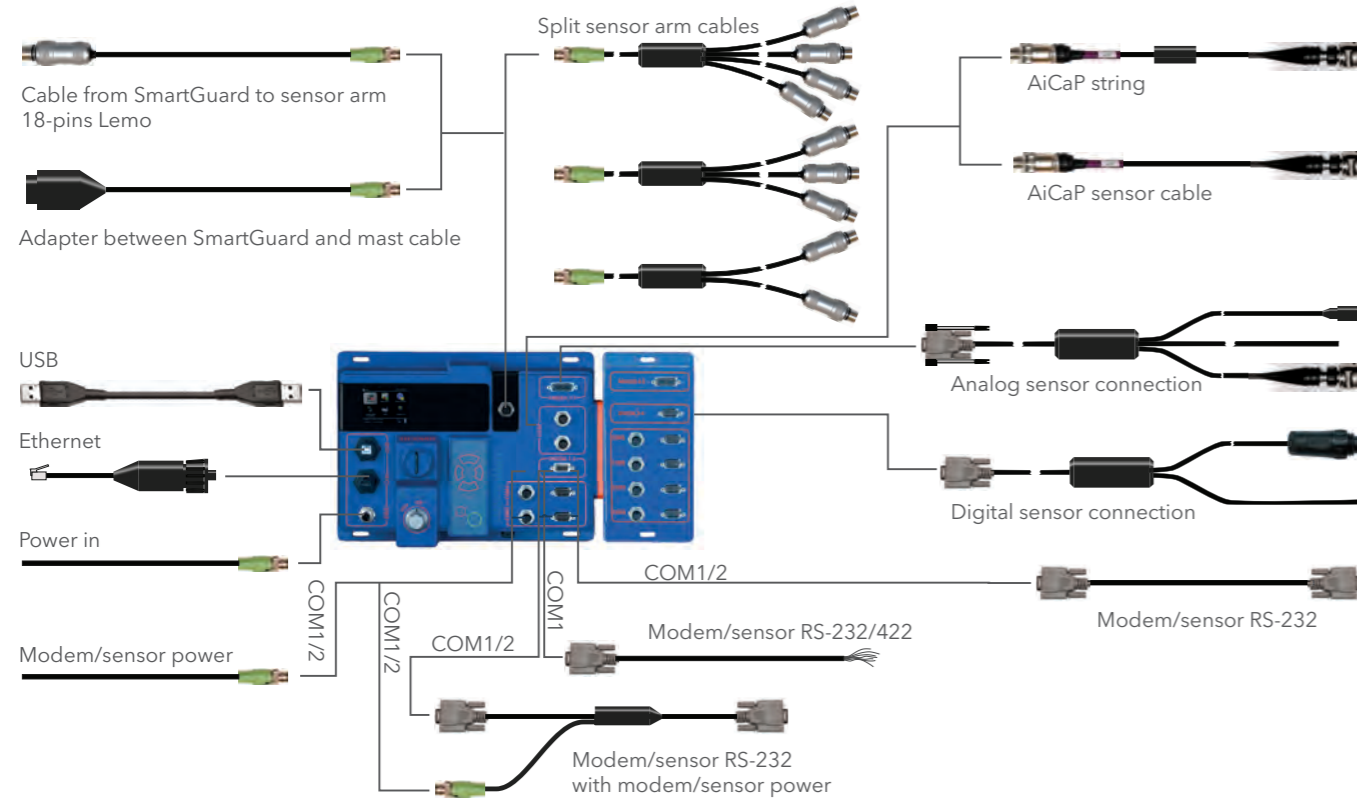 Split sensor arm cables
Cable from SmartGuard to sensor arm
18-pins Lemo
AiCaP string
AiCaP sensor cable
Adapter between SmartGuard and mast cable
USB
Analog sensor connection
Ethernet
Digital sensor connection
Power in
COM1/2
COM1/2
COM1/2
COM1
COM1/2
Modem/sensor RS-232
Modem/sensor RS-232/422
Modem/sensor power
Modem/sensor RS-232
with modem/sensor power